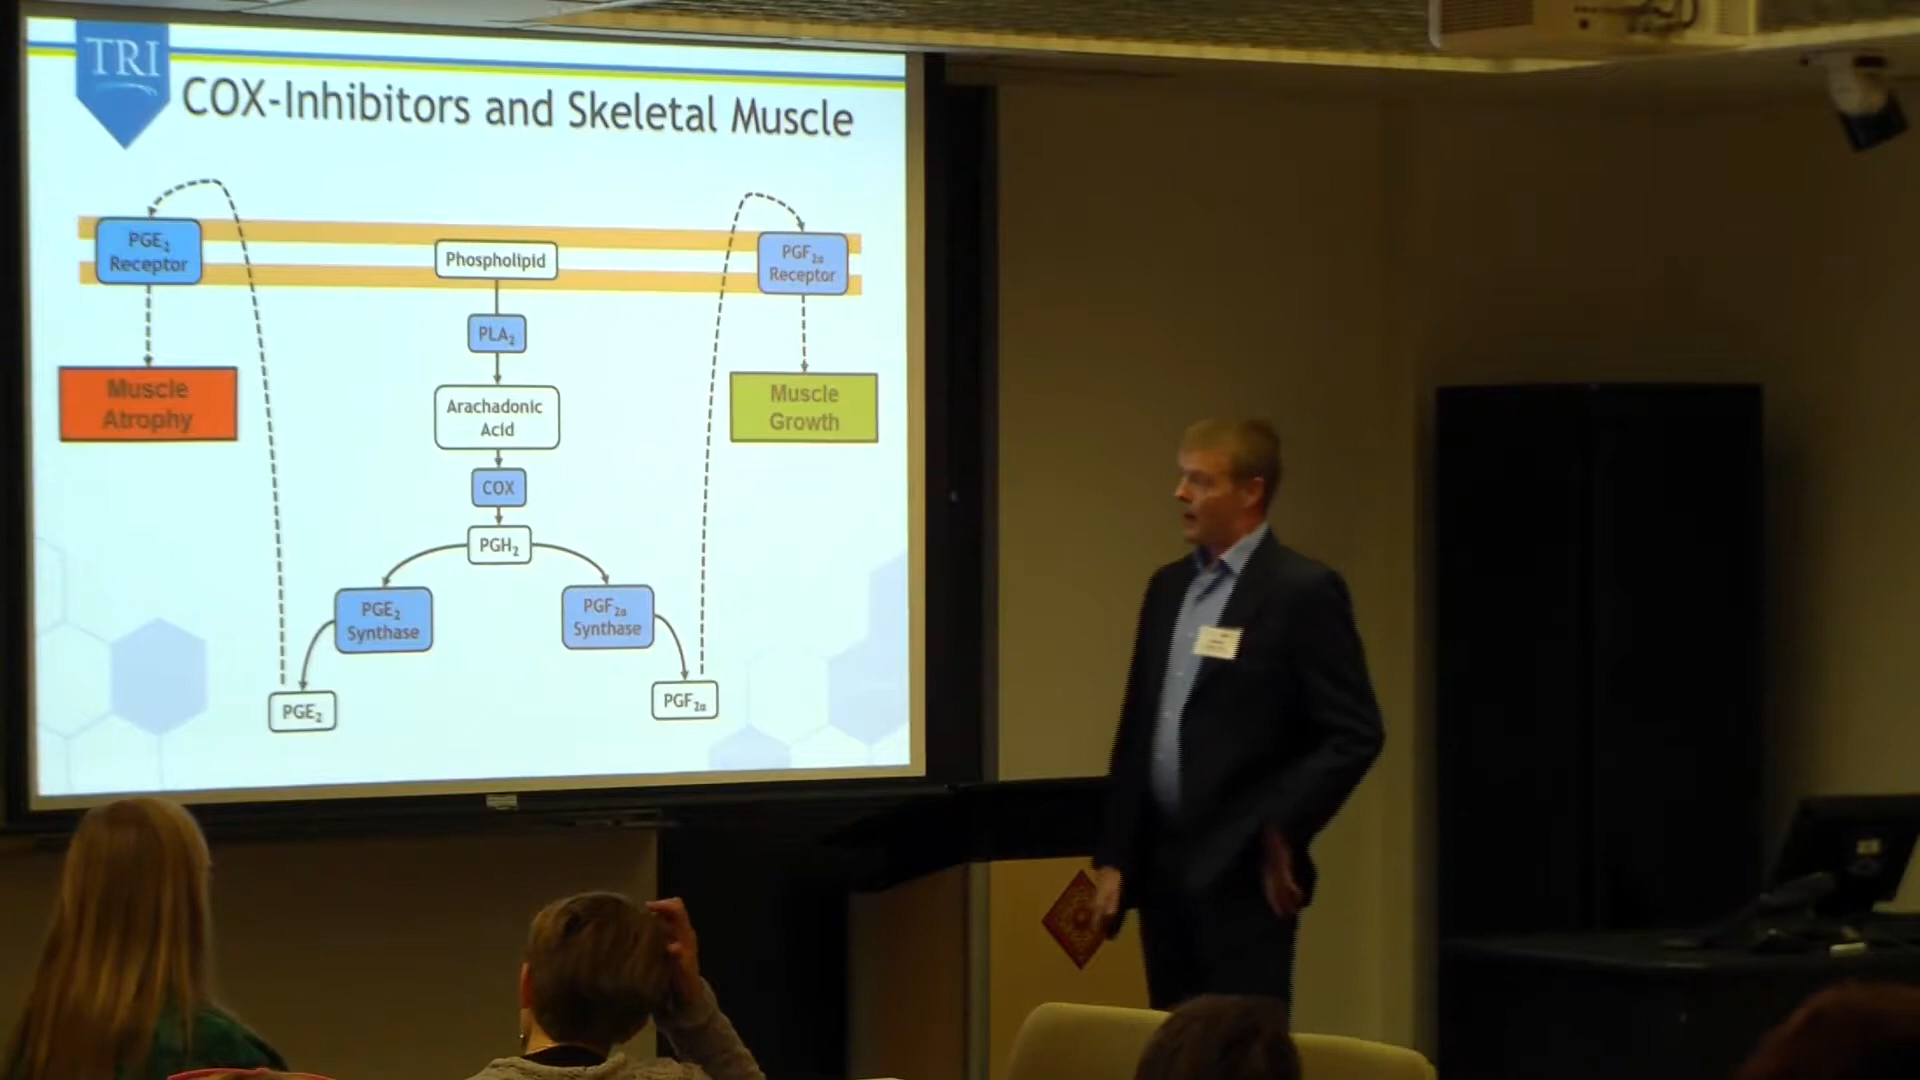 TRI
COX-Inhibitors and Skeletal Muscle
PGE₂
Receptor
Phospholipid
PGF₂α
Receptor
PLA₂
Muscle
Atrophy
Arachadonic
Acid
Muscle
Growth
COX
PGH₂
PGE₂
Synthase
PGF₂α
Synthase
PGE₂
PGF₂α